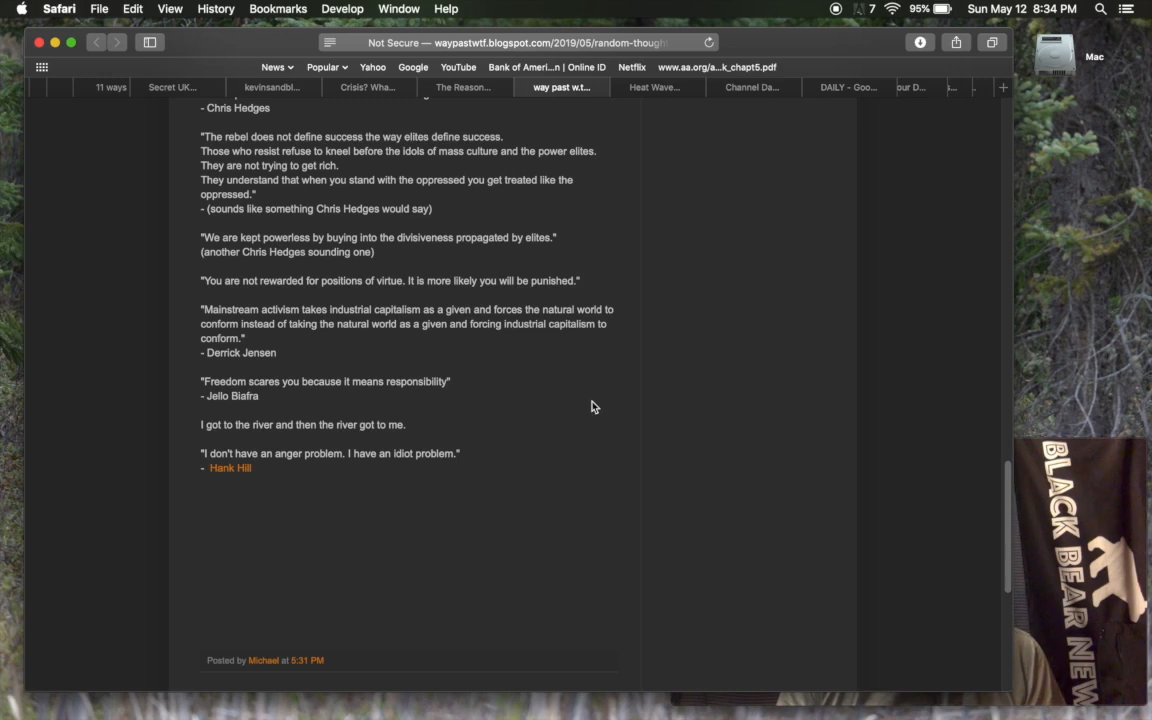 Safari File Edit View History Bookmarks Develop Window Help
7 95% Sun May 12 8:34 PM
Not Secure — waypastwtf.blogspot.com/2019/05/random-though
Mac
News Popular Yahoo Google YouTube Bank of Ameri...n | Online ID Netflix www.aa.org/a...k_chapt5.pdf
11 ways Secret UK... kevinsandbl... Crisis? Wha... The Reason... way past w.t... Heat Wave... Channel Da... DAILY - Goo... our D... s... .
- Chris Hedges
"The rebel does not define success the way elites define success.
Those who resist refuse to kneel before the idols of mass culture and the power elites.
They are not trying to get rich.
They understand that when you stand with the oppressed you get treated like the
oppressed."
- (sounds like something Chris Hedges would say)
"We are kept powerless by buying into the divisiveness propagated by elites."
(another Chris Hedges sounding one)
"You are not rewarded for positions of virtue. It is more likely you will be punished."
"Mainstream activism takes industrial capitalism as a given and forces the natural world to
conform instead of taking the natural world as a given and forcing industrial capitalism to
conform."
- Derrick Jensen
"Freedom scares you because it means responsibility"
- Jello Biafra
I got to the river and then the river got to me.
"I don't have an anger problem. I have an idiot problem."
- Hank Hill
Posted by Michael at 5:31 PM
BLACK BEAR NEW